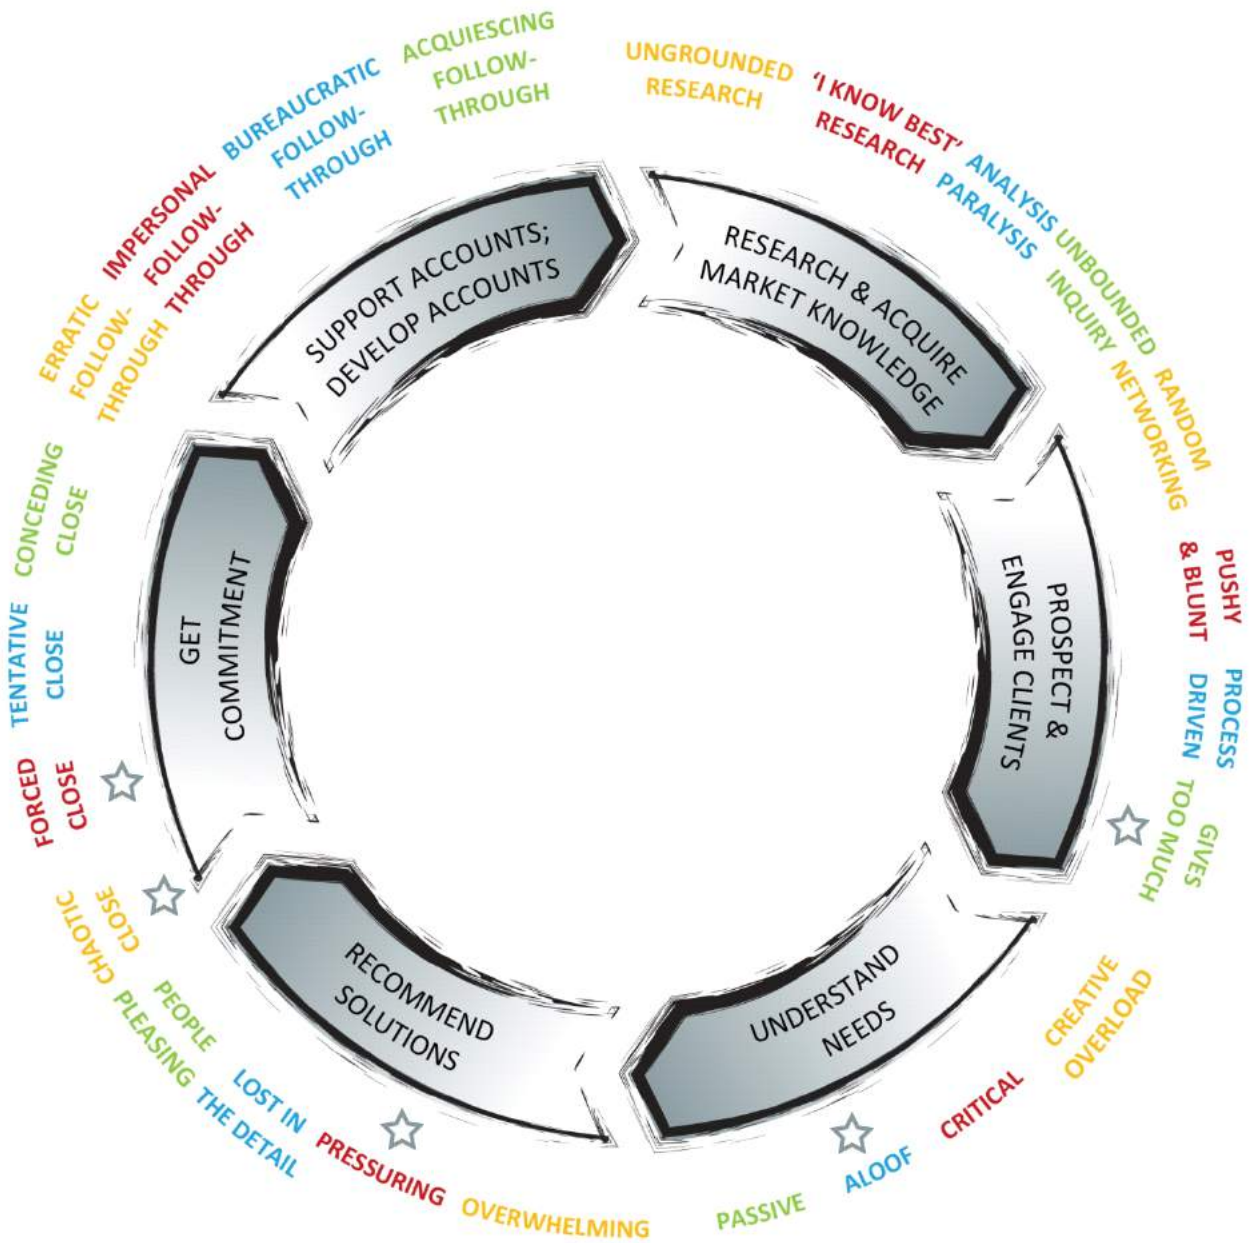 UNGROUNDED
RESEARCH
'I KNOW BEST'
RESEARCH
ANALYSIS
PARALYSIS
UNBOUNDED
INQUIRY
RESEARCH & ACQUIRE
MARKET KNOWLEDGE
RANDOM
NETWORKING
PUSHY
& BLUNT
PROCESS
DRIVEN
GIVES
TOO MUCH
PROSPECT &
ENGAGE CLIENTS
CREATIVE
OVERLOAD
CRITICAL
ALOOF
PASSIVE
UNDERSTAND
NEEDS
OVERWHELMING
PRESSURING
LOST IN
THE DETAIL
PEOPLE
PLEASING
RECOMMEND
SOLUTIONS
CHAOTIC
CLOSE
FORCED
CLOSE
TENTATIVE
CLOSE
CONCEDING
CLOSE
GET
COMMITMENT
ERRATIC
FOLLOW-
THROUGH
IMPERSONAL
FOLLOW-
THROUGH
BUREAUCRATIC
FOLLOW-
THROUGH
ACQUIESCING
FOLLOW-
THROUGH
SUPPORT ACCOUNTS;
DEVELOP ACCOUNTS